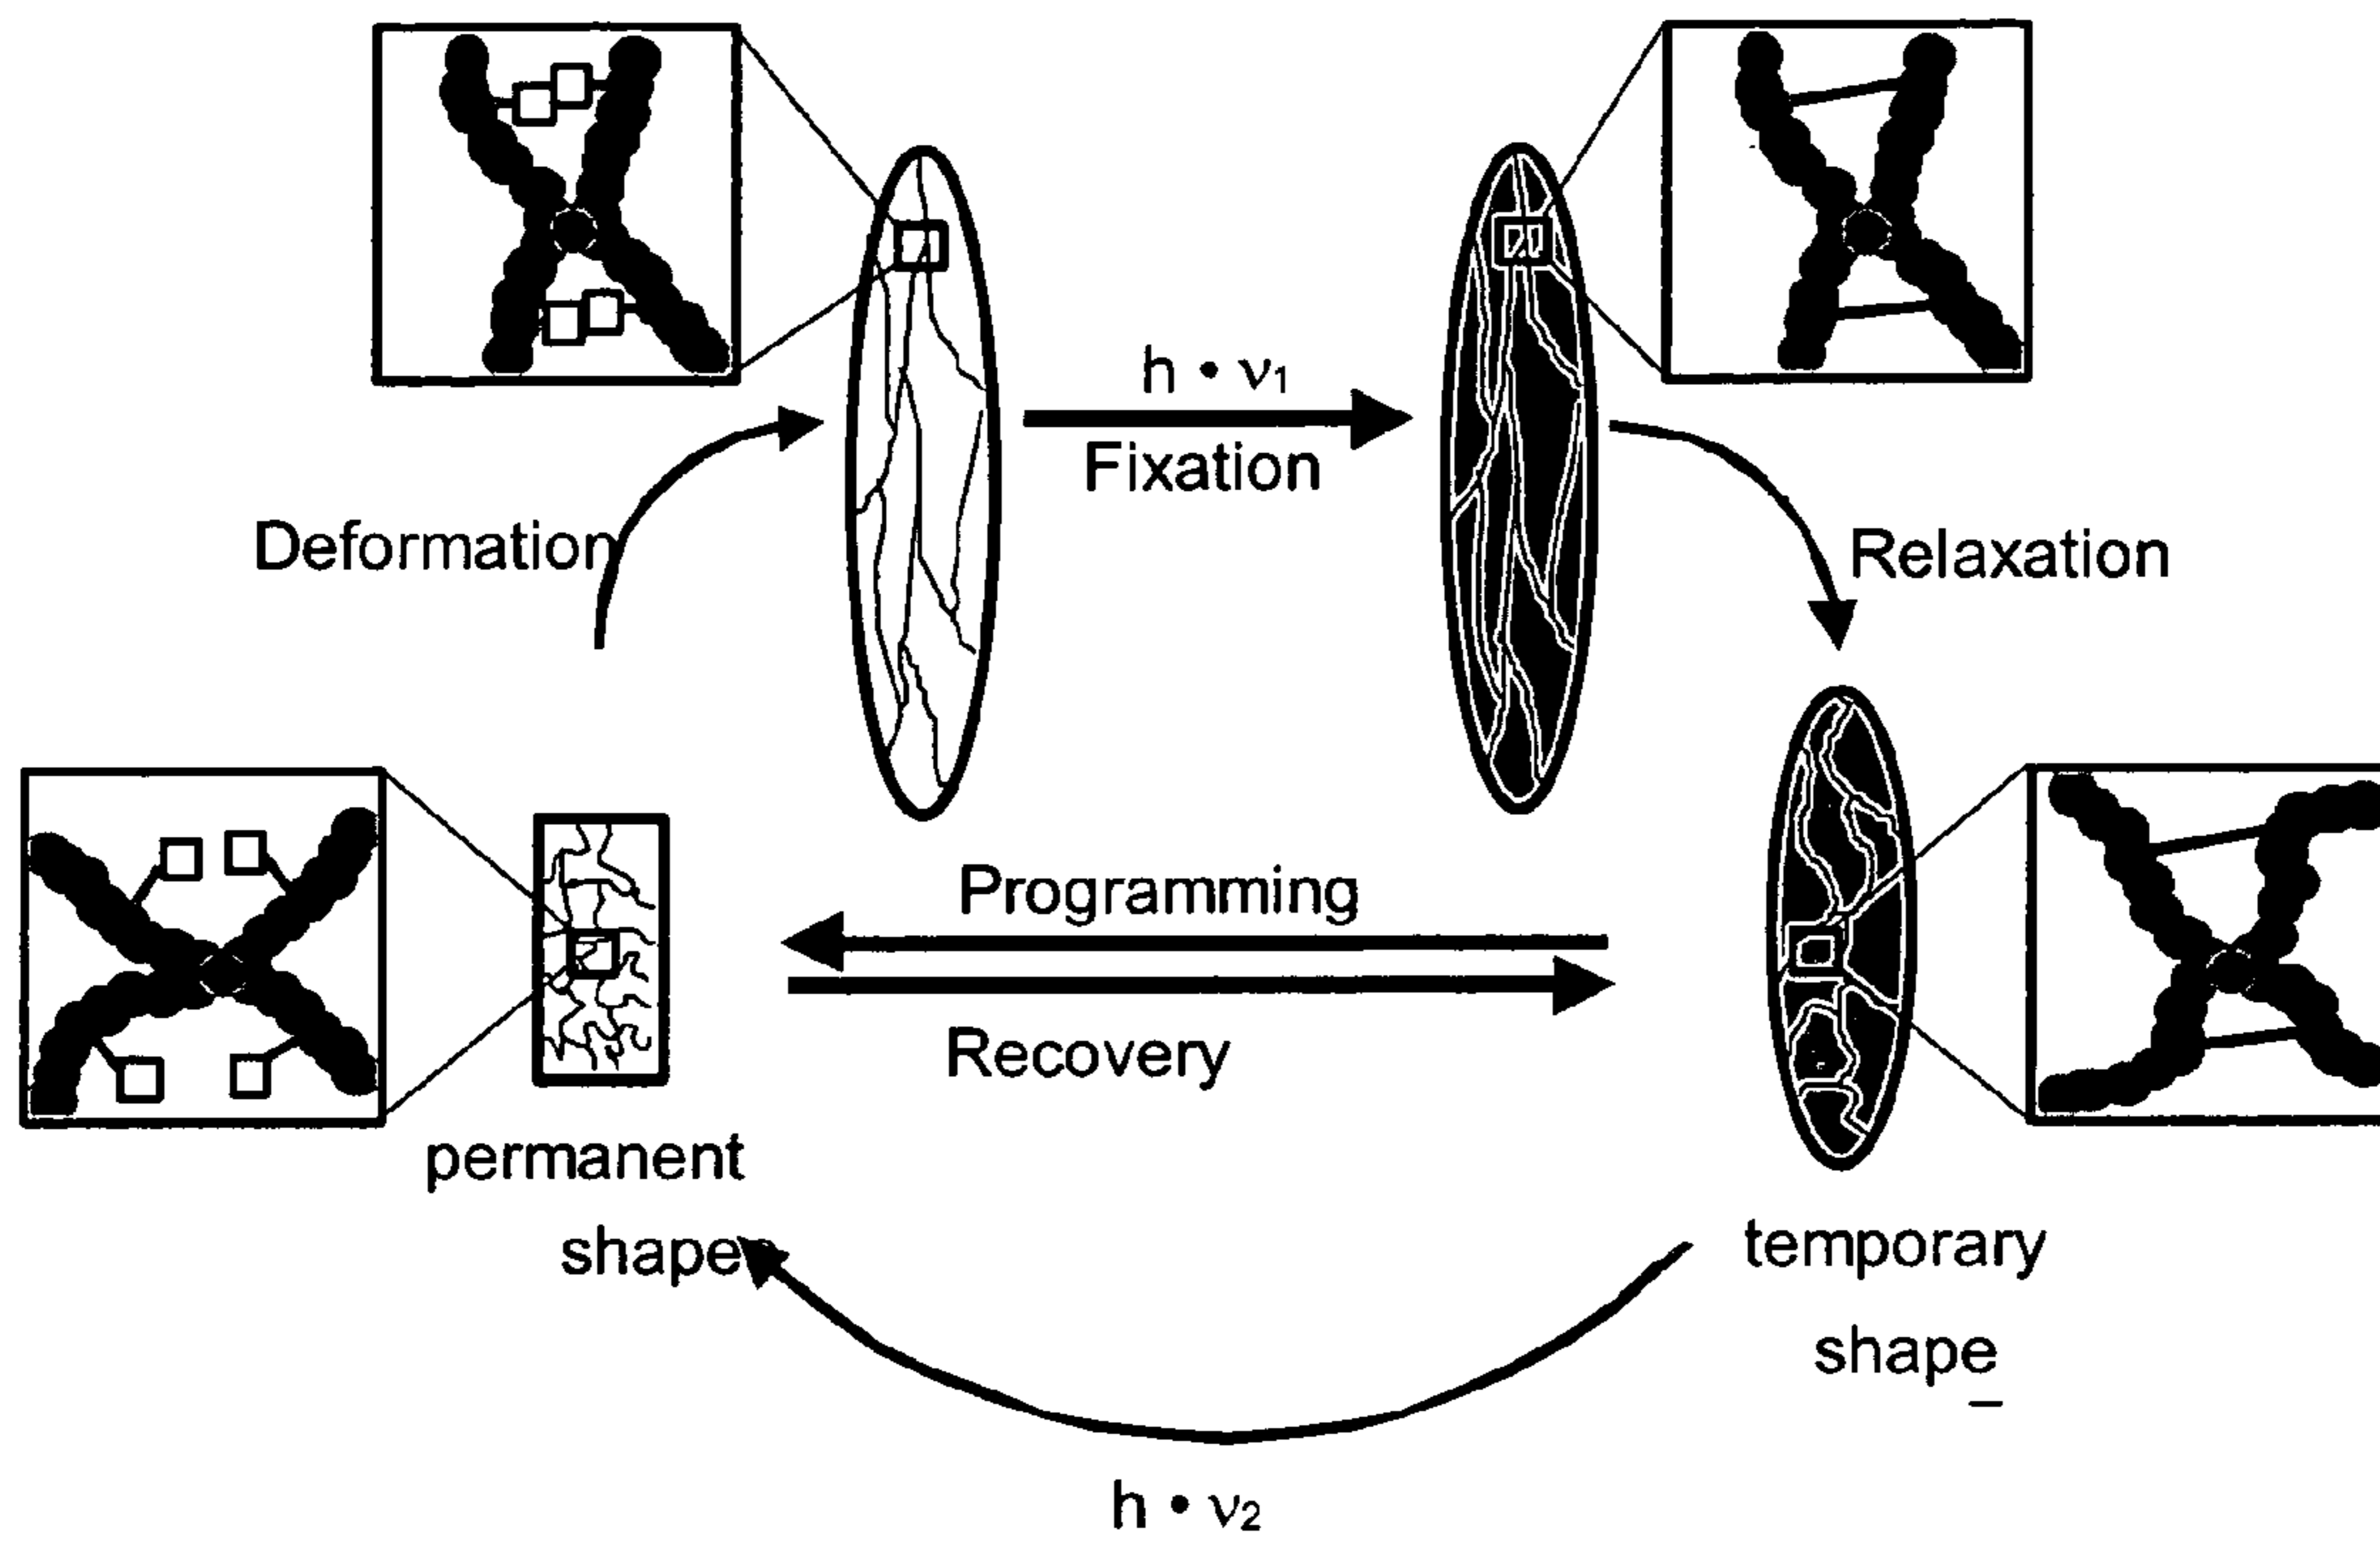 h • ν₁
Fixation
Deformation
Relaxation
Programming
Recovery
permanent
shape
temporary
shape
h • ν₂